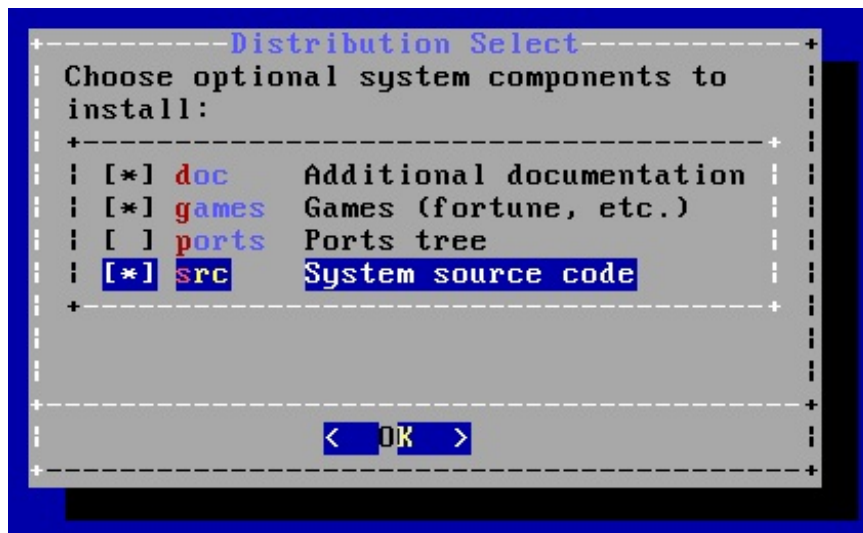 Distribution Select
Choose optional system components to
install:
[*] doc Additional documentation
[*] games Games (fortune, etc.)
[ ] ports Ports tree
[*] src System source code
< OK >